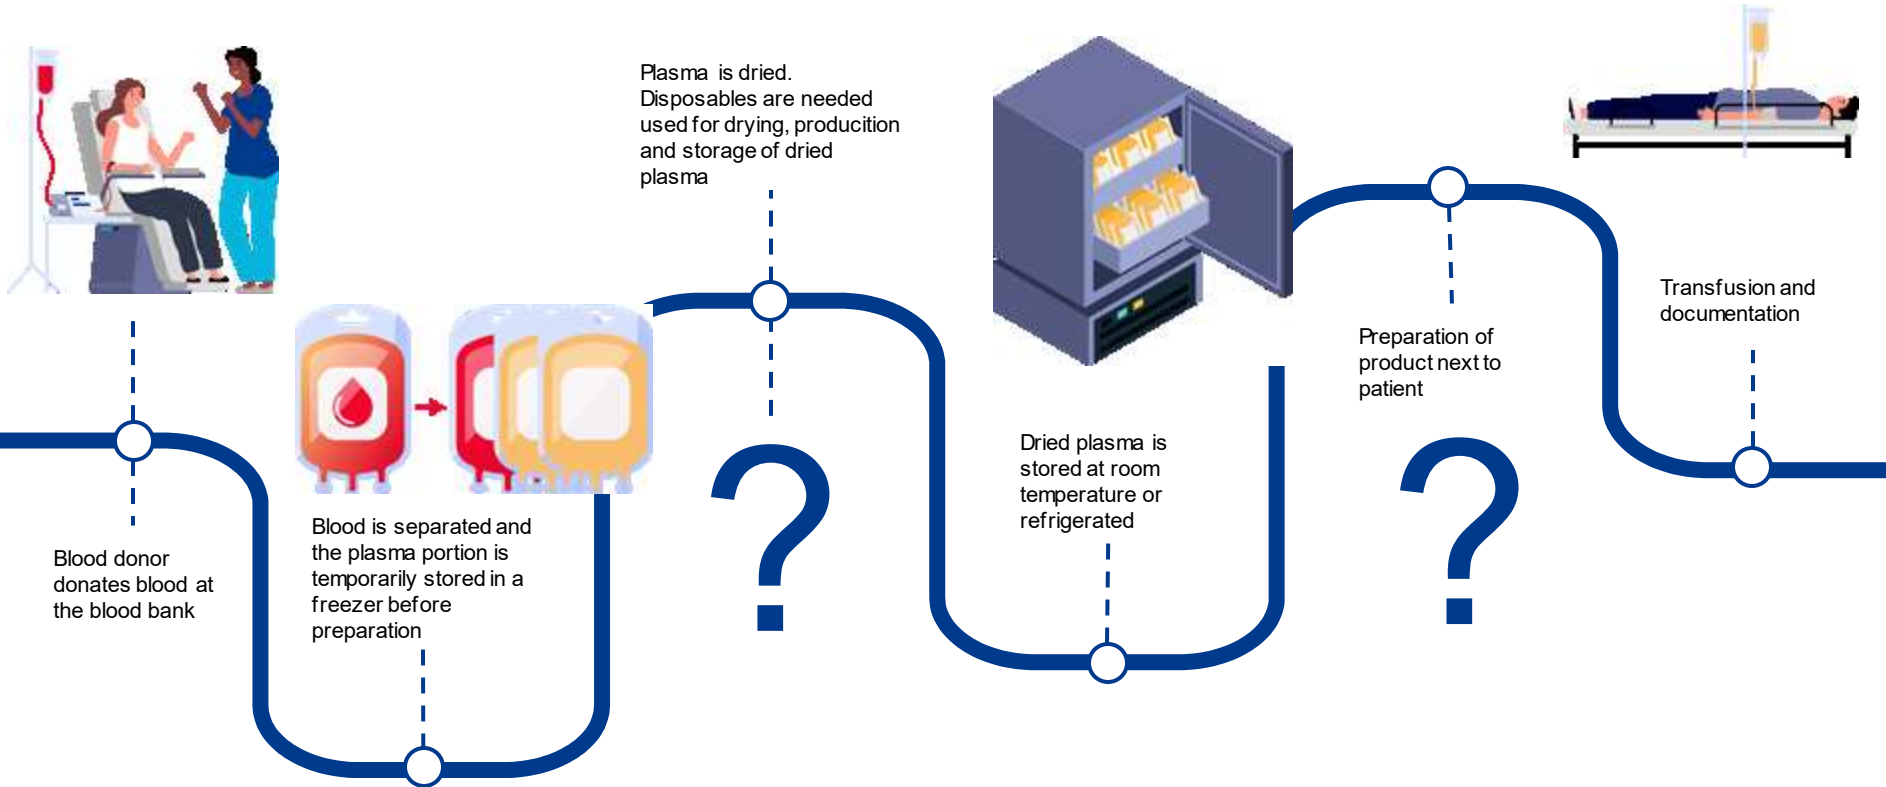 Blood donor
donates blood at
the blood bank
Blood is separated and
the plasma portion is
temporarily stored in a
freezer before
preparation
Plasma is dried.
Disposables are needed
used for drying, producition
and storage of dried
plasma
?
Dried plasma is
stored at room
temperature or
refrigerated
Preparation of
product next to
patient
?
Transfusion and
documentation